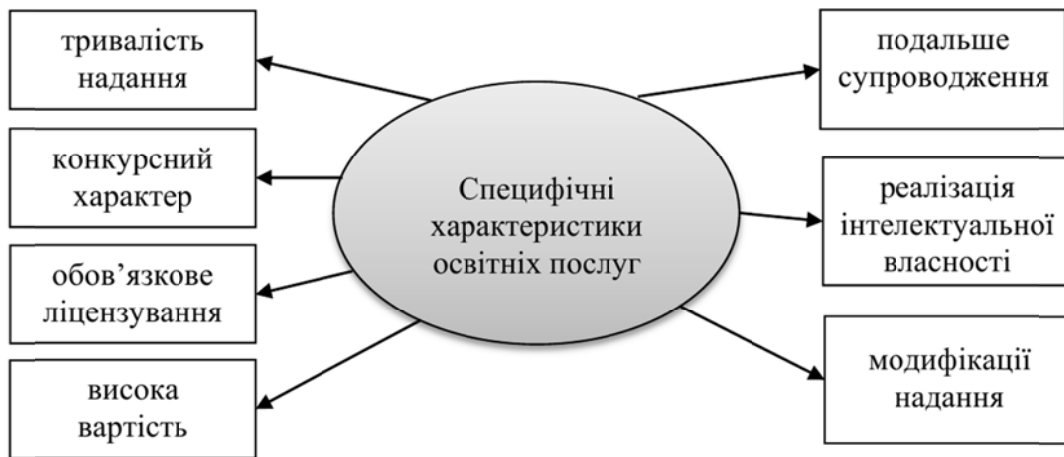 тривалість
надання
конкурсний
характер
обов’язкове
ліцензування
висока
вартість
Специфічні
характеристики
освітніх послуг
подальше
супроводження
реалізація
інтелектуальної
власності
модифікації
надання